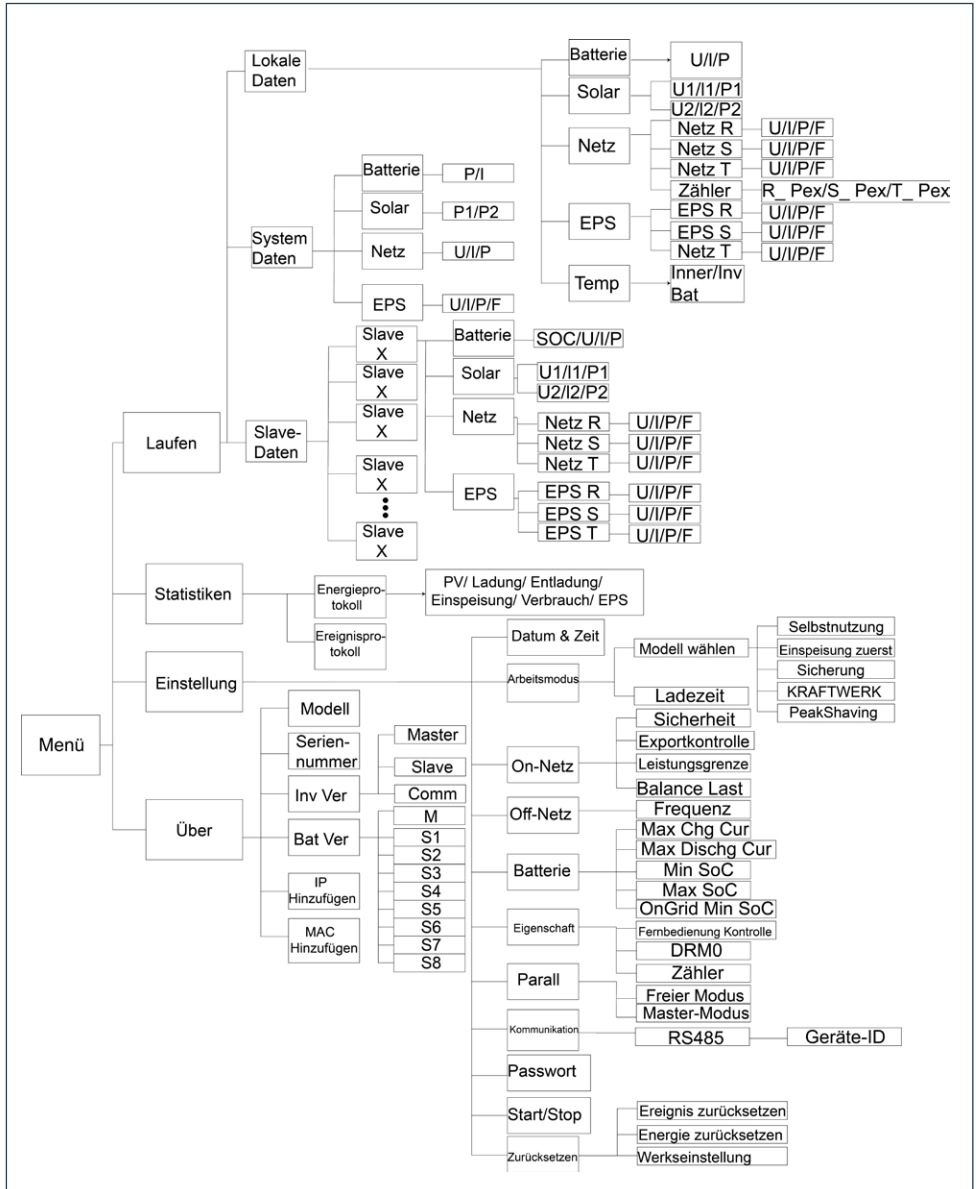 Menü
Laufen
Lokale
Daten
Batterie
U/I/P
Solar
U1/I1/P1
U2/I2/P2
Netz
Netz R
U/I/P/F
Netz S
U/I/P/F
Netz T
U/I/P/F
Zähler
R_ Pex/S_ Pex/T_ Pex
EPS
EPS R
U/I/P/F
EPS S
U/I/P/F
Netz T
U/I/P/F
Temp
Inner/Inv
Bat
System
Daten
Batterie
P/I
Solar
P1/P2
Netz
U/I/P
EPS
U/I/P/F
Slave-
Daten
Slave
X
Slave
X
Slave
X
Slave
X
Slave
X
Batterie
SOC/U/I/P
Solar
U1/I1/P1
U2/I2/P2
Netz
Netz R
U/I/P/F
Netz S
U/I/P/F
Netz T
U/I/P/F
EPS
EPS R
U/I/P/F
EPS S
U/I/P/F
EPS T
U/I/P/F
Statistiken
Energiepro-
tokoll
PV/ Ladung/ Entladung/
Einspeisung/ Verbrauch/ EPS
Ereignispro-
tokoll
Einstellung
Datum & Zeit
Arbeitsmodus
Modell wählen
Selbstnutzung
Einspeisung zuerst
Sicherung
KRAFTWERK
PeakShaving
Ladezeit
On-Netz
Sicherheit
Exportkontrolle
Leistungsgrenze
Balance Last
Off-Netz
Frequenz
Batterie
Max Chg Cur
Max Dischg Cur
Min SoC
Max SoC
OnGrid Min SoC
Eigenschaft
Fernbedienung Kontrolle
DRM0
Zähler
Parall
Freier Modus
Master-Modus
Kommunikation
RS485
Geräte-ID
Passwort
Start/Stop
Zurücksetzen
Ereignis zurücksetzen
Energie zurücksetzen
Werkseinstellung
Über
Modell
Serien-
nummer
Inv Ver
Master
Slave
Comm
Bat Ver
M
S1
S2
S3
S4
S5
S6
S7
S8
IP
Hinzufügen
MAC
Hinzufügen